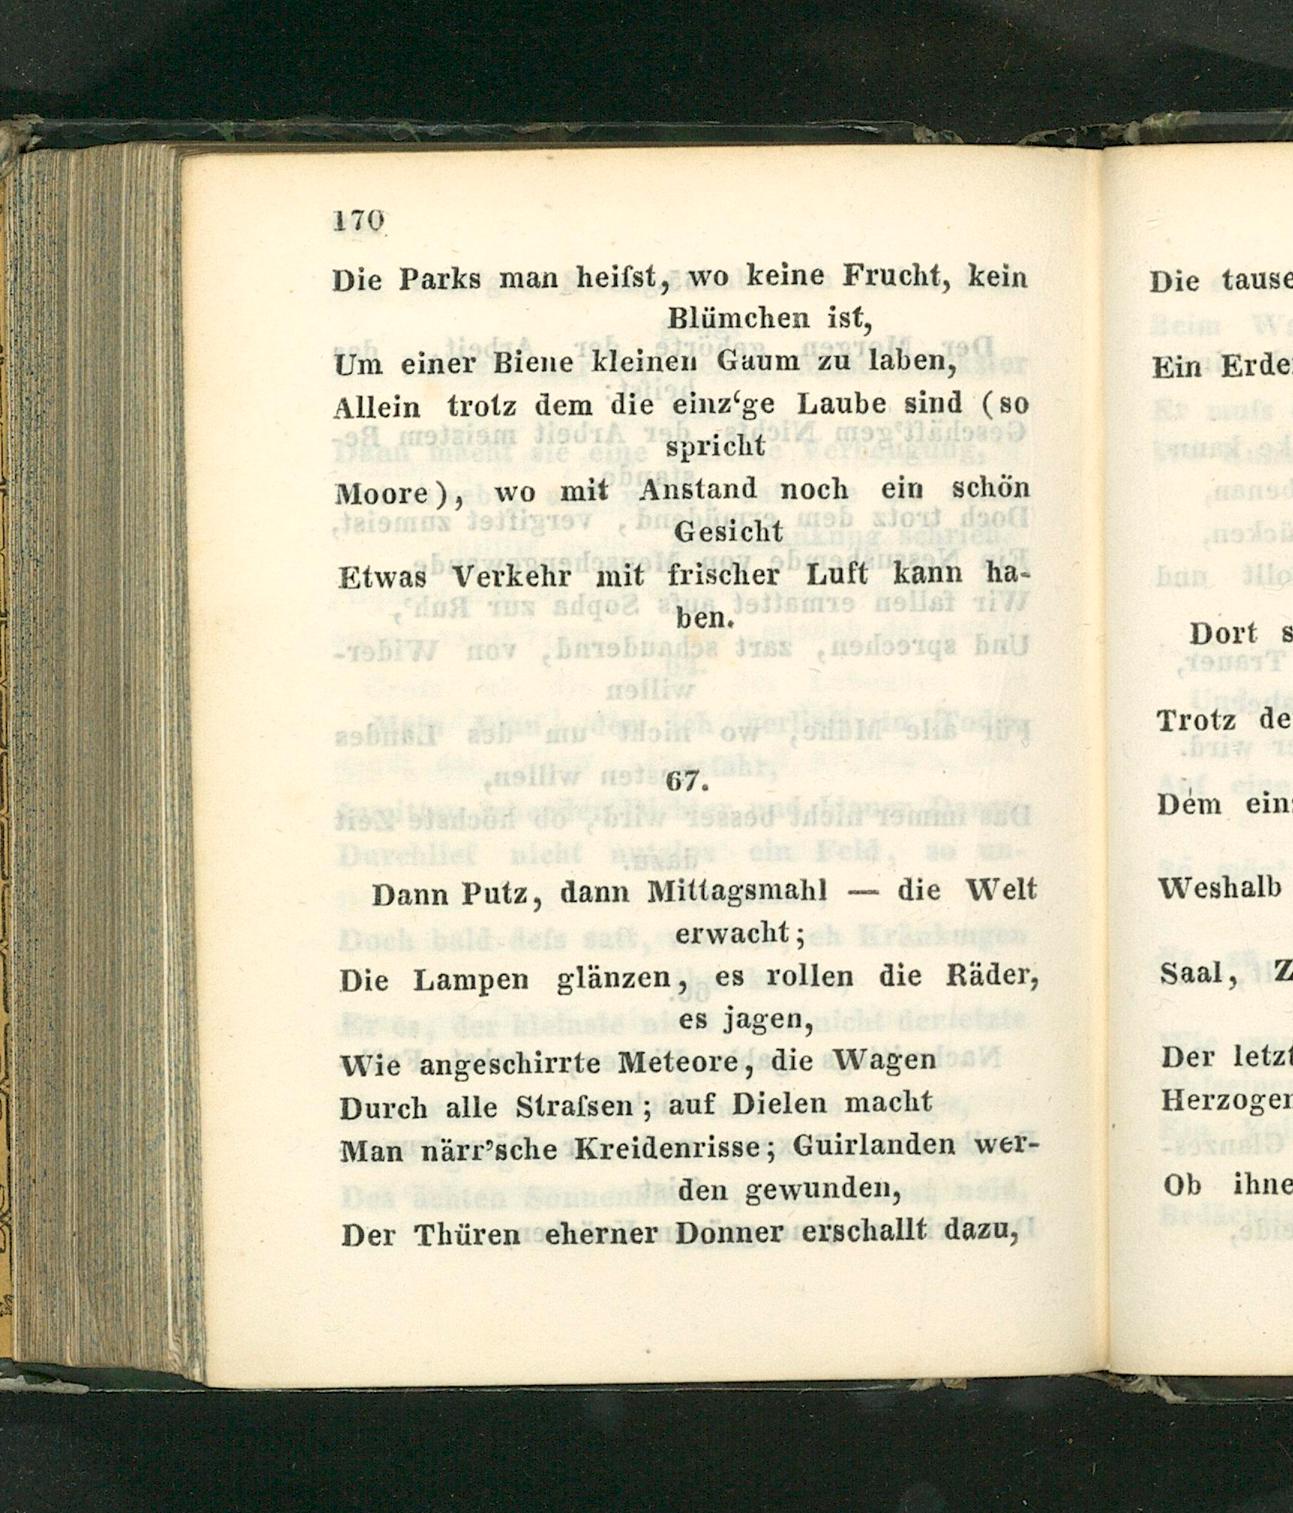 170
Die Parks man heiſst, wo keine Frucht, kein
Blümchen ist,
Um einer Biene kleinen Gaum zu laben,
Allein trotz dem die einz‘ge Laube sind (so
spricht
Moore), wo mit Anstand noch ein schön
Gesicht
Etwas Verkehr mit frischer Luft kann ha-
ben.
67.
Dann Putz, dann Mittagsmahl — die Welt
erwacht;
Die Lampen glänzen, es rollen die Räder,
es jagen,
Wie angeschirrte Meteore, die Wagen
Durch alle Straſsen; auf Dielen macht
Man närr’sche Kreidenrisse; Guirlanden wer-
den gewunden,
Der Thüren eherner Donner erschallt dazu,
Die tause
Ein Erde
Dort s
Trotz de
Dem ein
Weshalb
Saal, Z
Der letzt
Herzoger
Ob ihne